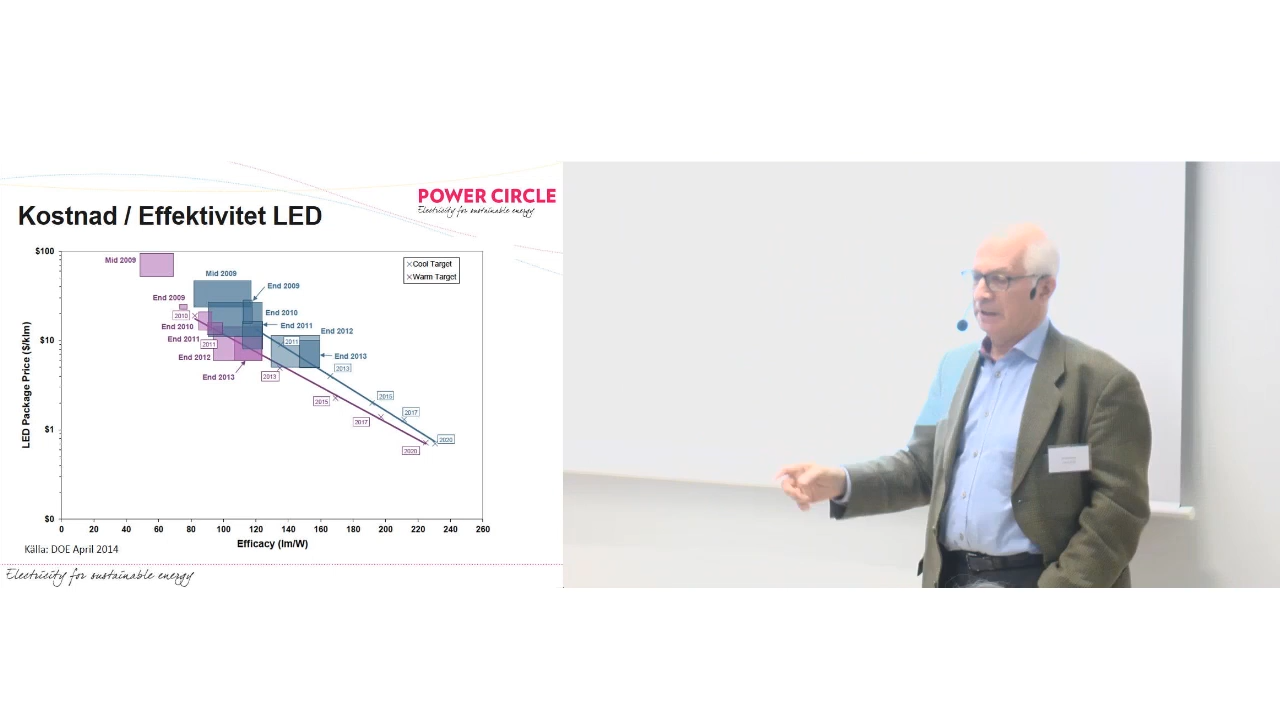 POWER CIRCLE
Electricity for sustainable energy
Kostnad / Effektivitet LED
LED Package Price ($/klm)
$100
$10
$1
$0
Cool Target
Warm Target
Mid 2009
Mid 2009
End 2009
End 2009
2010
End 2010
End 2010
End 2011
End 2011
2011
2011
End 2012
End 2012
End 2013
End 2013
2013
2013
2015
2015
2017
2017
2020
2020
0 20 40 60 80 100 120 140 160 180 200 220 240 260
Efficacy (lm/W)
Källa: DOE April 2014
Electricity for sustainable energy